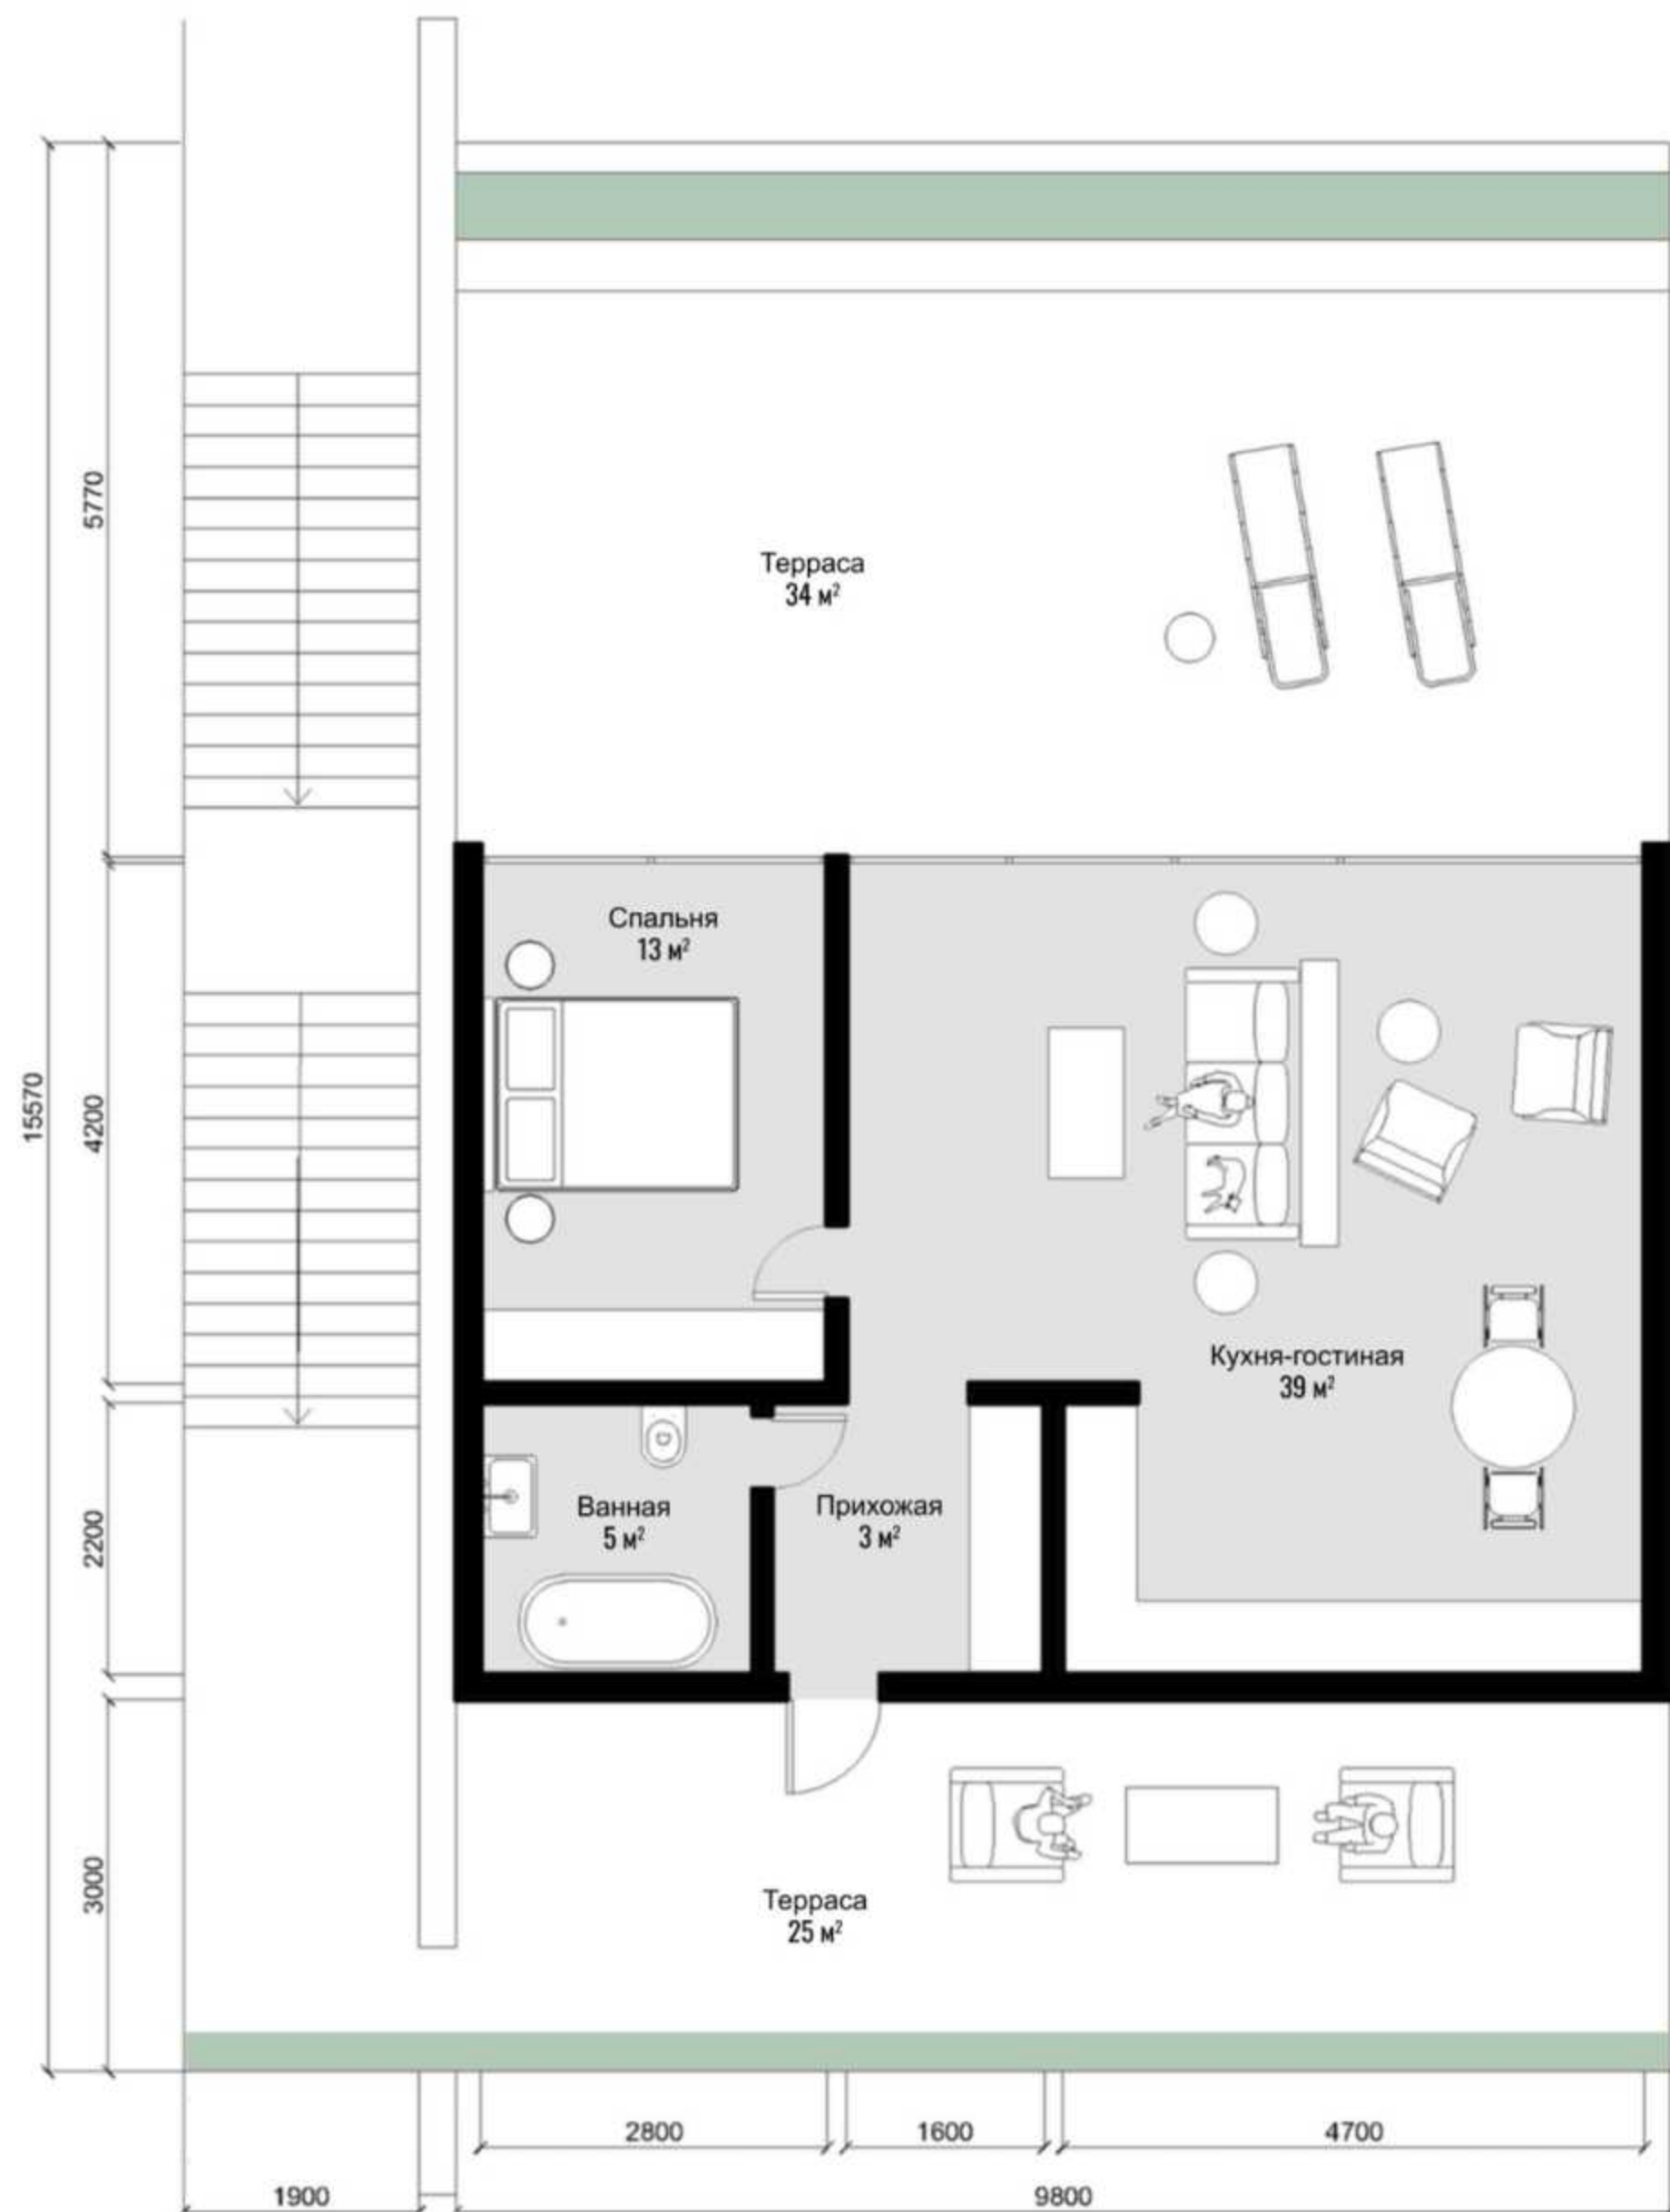 5770
Терраса
34 м²
Спальня
13 м²
15570
4200
Кухня-гостиная
39 м²
2200
Ванная
5 м²
Прихожая
3 м²
3000
Терраса
25 м²
2800
1600
4700
1900
9800